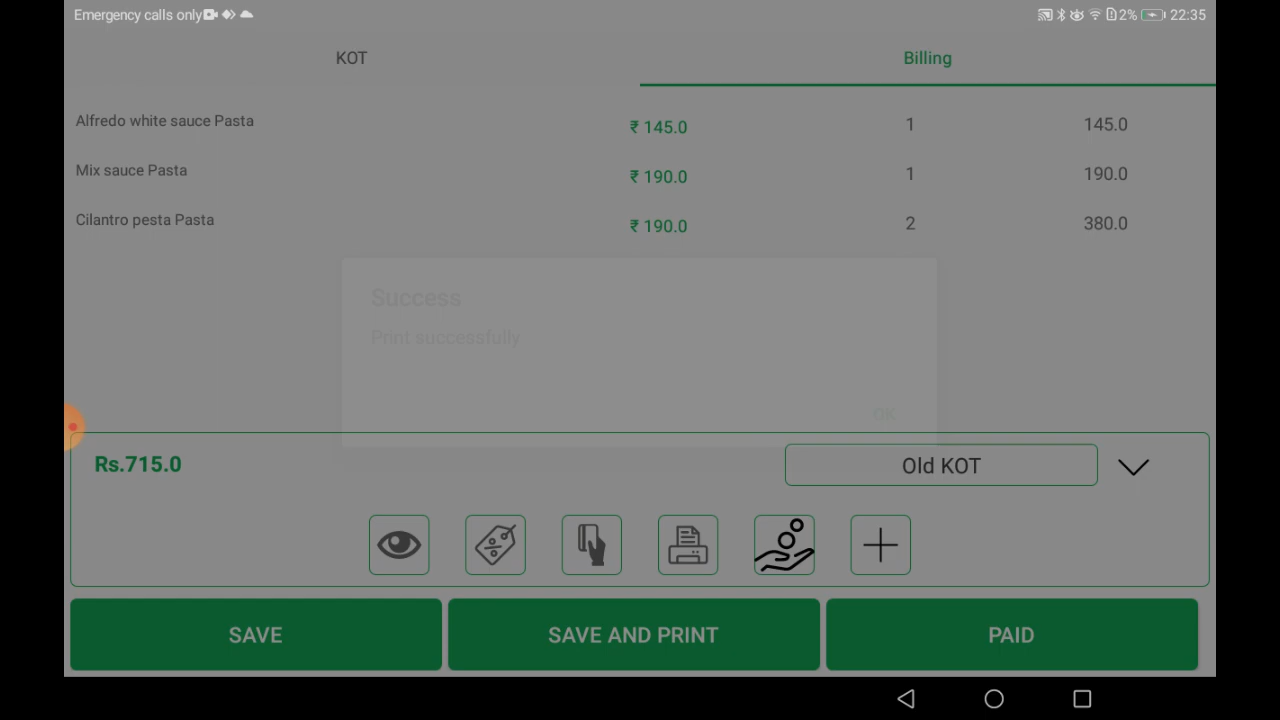 Emergency calls only 2% 22:35
KOT Billing
Alfredo white sauce Pasta ₹ 145.0 1 145.0
Mix sauce Pasta ₹ 190.0 1 190.0
Cilantro pesta Pasta ₹ 190.0 2 380.0
Success
Print successfully
OK
Rs.715.0 Old KOT
SAVE SAVE AND PRINT PAID